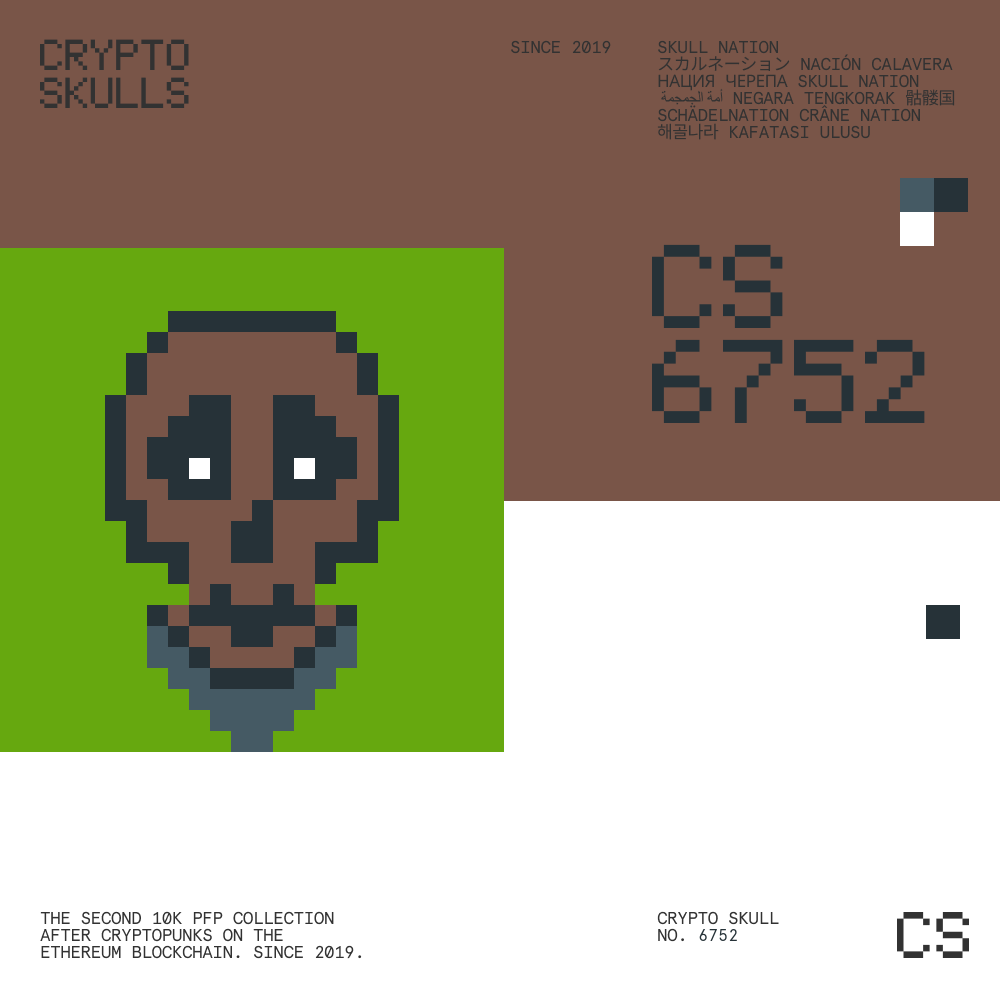 CRYPTO
SKULLS
SINCE 2019
SKULL NATION
スカルネーション NACIÓN CALAVERA
НАЦИЯ ЧЕРЕПА SKULL NATION
أمة الجمجمة NEGARA TENGKORAK 骷髅国
SCHÄDELNATION CRÂNE NATION
해골나라 KAFATASI ULUSU
CS
6752
THE SECOND 10K PFP COLLECTION
AFTER CRYPTOPUNKS ON THE
ETHEREUM BLOCKCHAIN. SINCE 2019.
CRYPTO SKULL
NO. 6752
CS